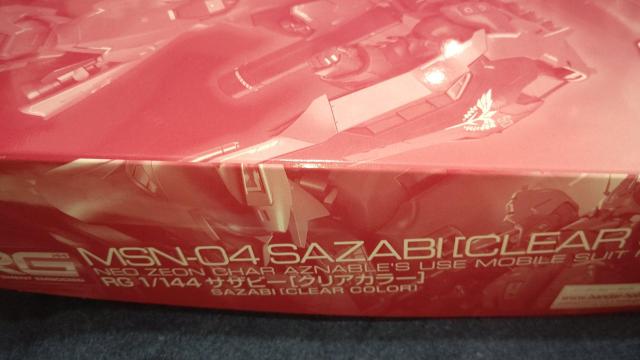 RG MSN-04 SAZABI [CLEAR
NEO ZEON CHAR AZNABLE'S USE MOBILE SUIT
RG 1/144 サザビー[クリアカラー]
SAZABI [CLEAR COLOR]